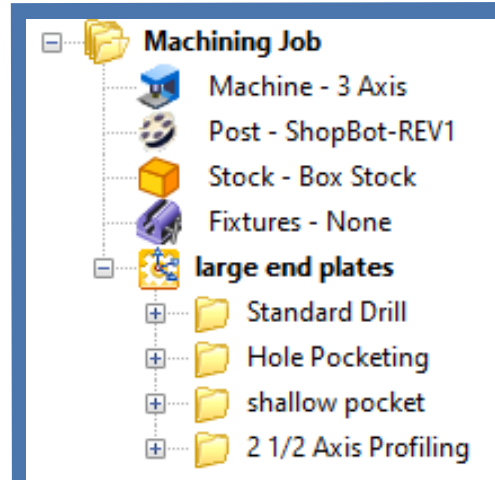 Machining Job
Machine - 3 Axis
Post - ShopBot-REV1
Stock - Box Stock
Fixtures - None
large end plates
Standard Drill
Hole Pocketing
shallow pocket
2 1/2 Axis Profiling